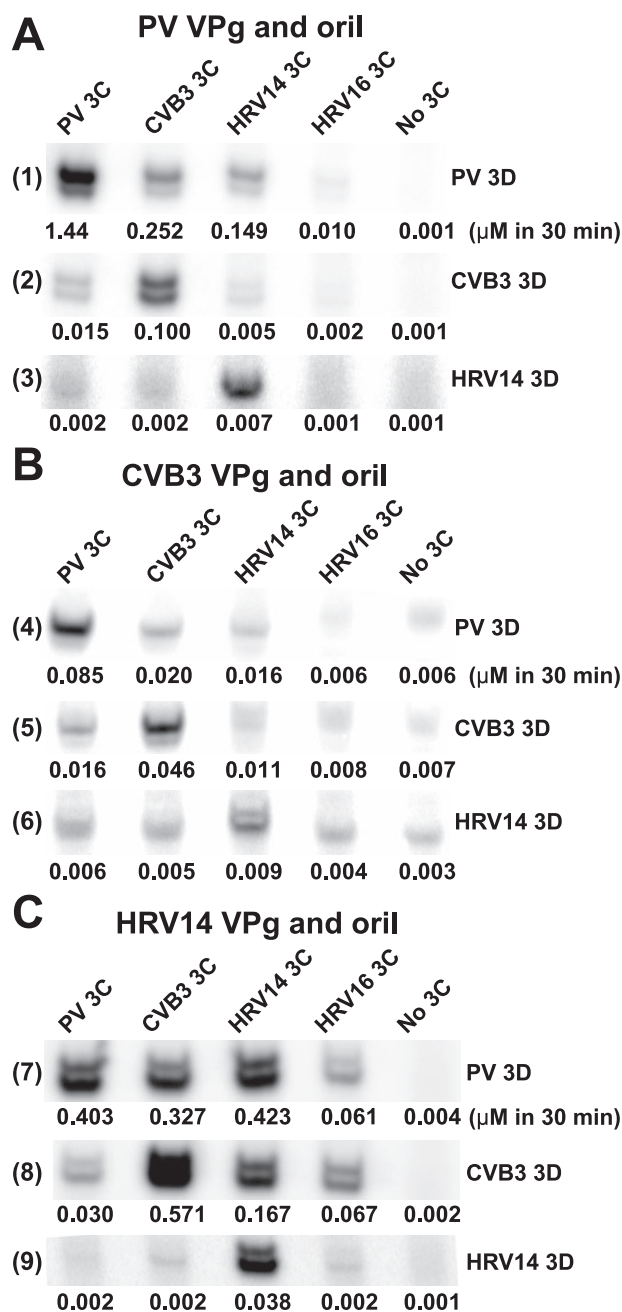 A
PV VPg and oril
PV 3C CVB3 3C HRV14 3C HRV16 3C No 3C
(1) PV 3D
1.44 0.252 0.149 0.010 0.001 (µM in 30 min)
(2) CVB3 3D
0.015 0.100 0.005 0.002 0.001
(3) HRV14 3D
0.002 0.002 0.007 0.001 0.001
B
CVB3 VPg and oril
PV 3C CVB3 3C HRV14 3C HRV16 3C No 3C
(4) PV 3D
0.085 0.020 0.016 0.006 0.006 (µM in 30 min)
(5) CVB3 3D
0.016 0.046 0.011 0.008 0.007
(6) HRV14 3D
0.006 0.005 0.009 0.004 0.003
C
HRV14 VPg and oril
PV 3C CVB3 3C HRV14 3C HRV16 3C No 3C
(7) PV 3D
0.403 0.327 0.423 0.061 0.004 (µM in 30 min)
(8) CVB3 3D
0.030 0.571 0.167 0.067 0.002
(9) HRV14 3D
0.002 0.002 0.038 0.002 0.001